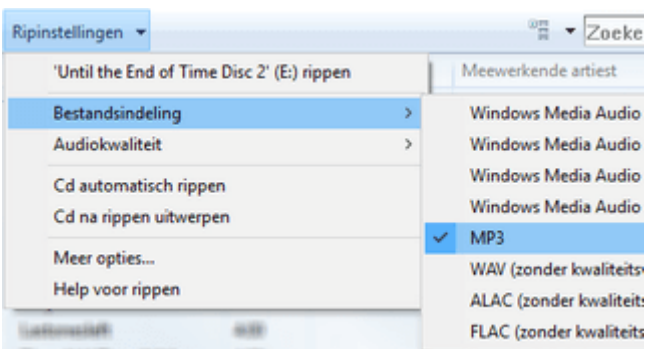 Ripinstellingen
Zoeke
'Until the End of Time Disc 2' (E:) rippen
Meewerkende artiest
Bestandsindeling
Audiokwaliteit
Cd automatisch rippen
Cd na rippen uitwerpen
Meer opties...
Help voor rippen
Windows Media Audio
Windows Media Audio
Windows Media Audio
Windows Media Audio
MP3
WAV (zonder kwaliteits
ALAC (zonder kwaliteits
FLAC (zonder kwaliteits